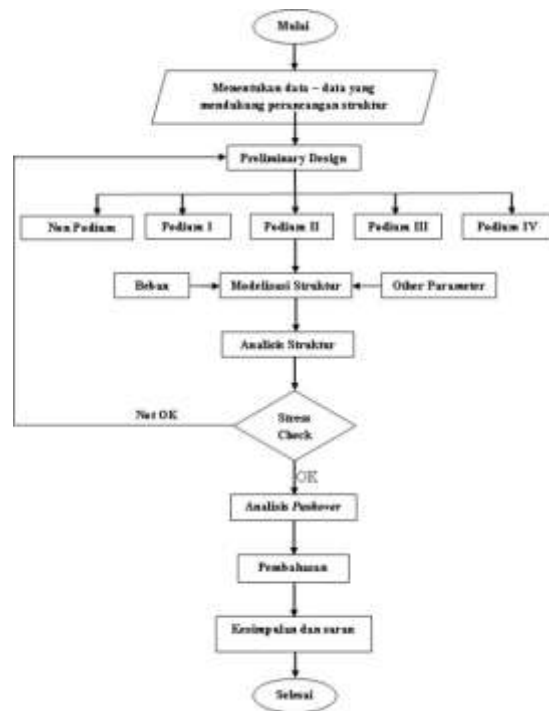 Mulai
Menentukan data – data yang
mendukung perancangan struktur
Preliminary Design
Non Podium
Podium I
Podium II
Podium III
Podium IV
Beban
Modelisasi Struktur
Other Parameter
Analisis Struktur
Not OK
Stress
Check
OK
Analisis Pushover
Pembahasan
Kesimpulan dan saran
Selesai